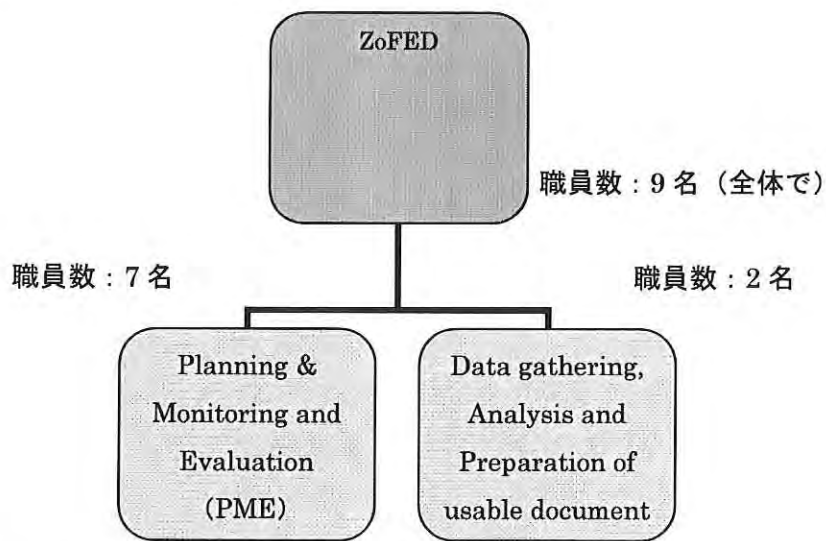 ZoFED
職員数：9 名（全体で）
職員数：7 名
職員数：2 名
Planning &
Monitoring and
Evaluation
(PME)
Data gathering,
Analysis and
Preparation of
usable document